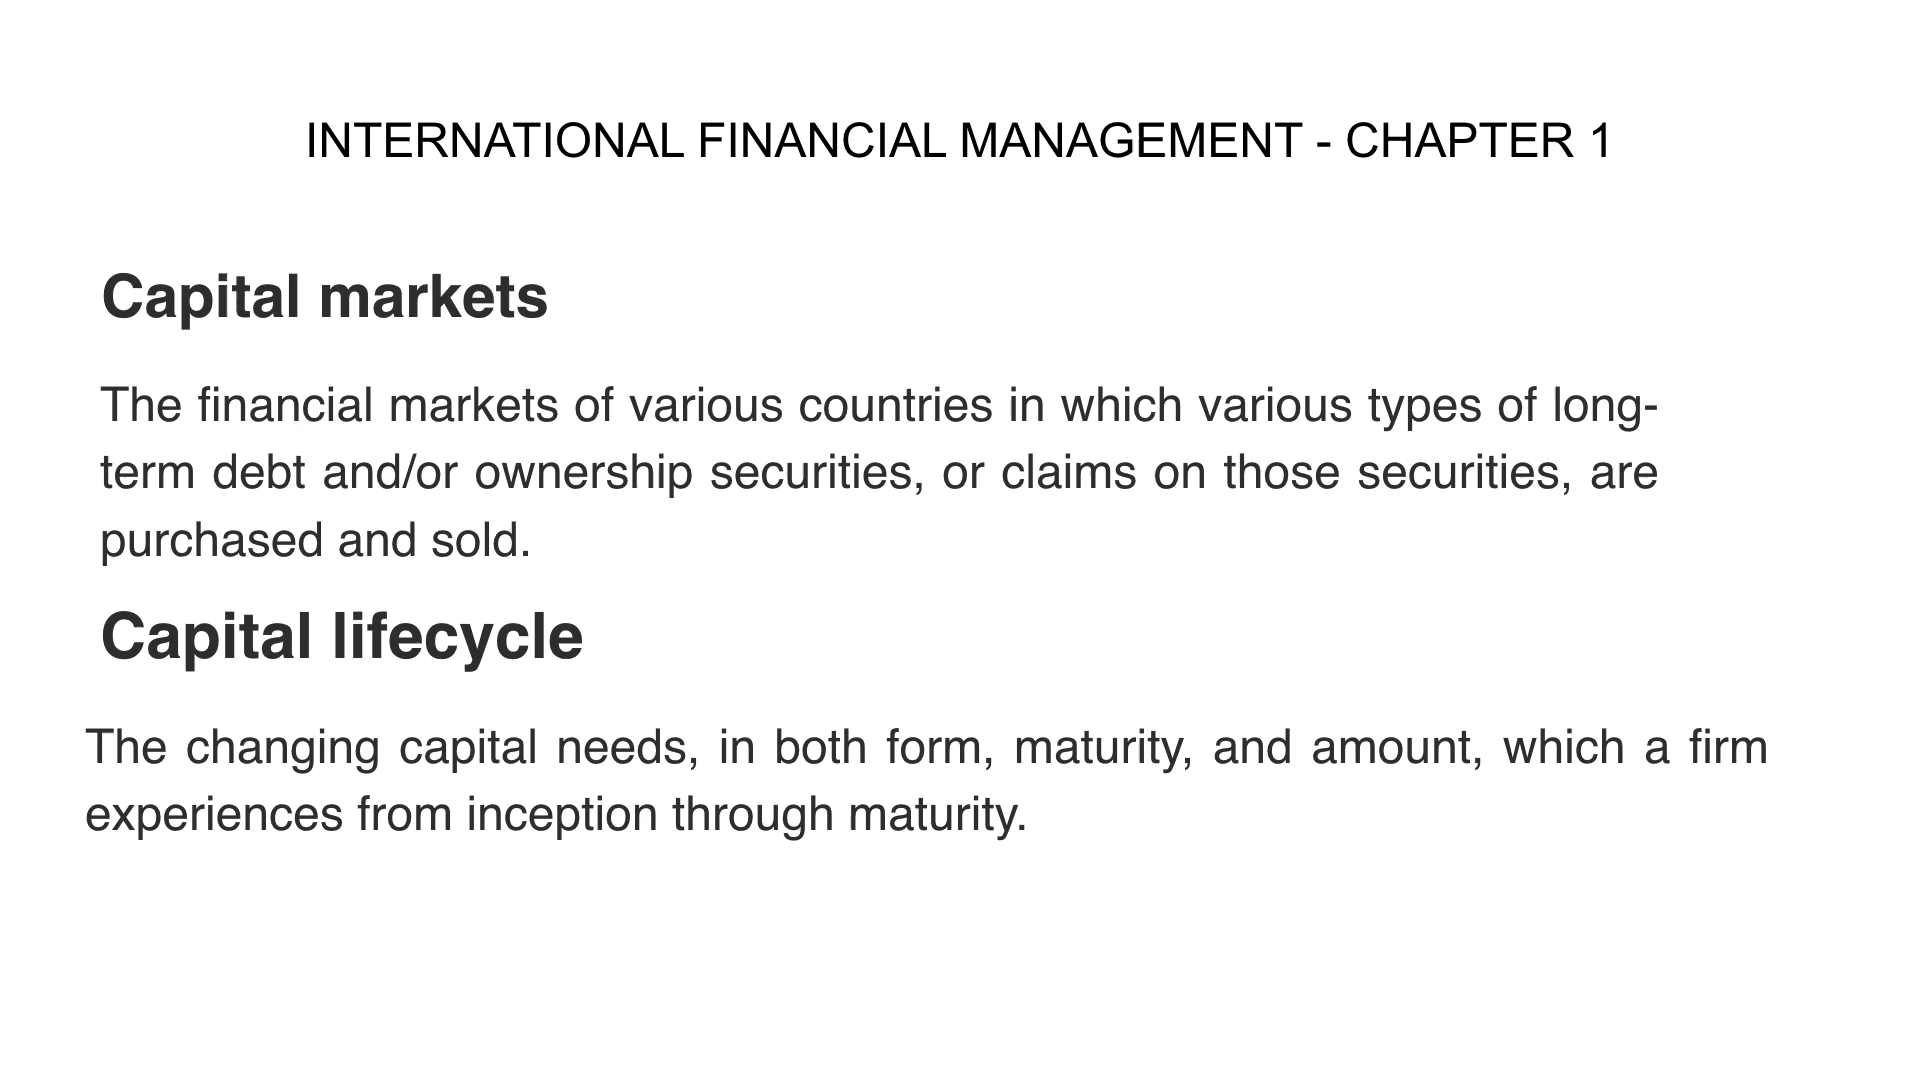 INTERNATIONAL FINANCIAL MANAGEMENT - CHAPTER 1
Capital markets
The financial markets of various countries in which various types of long-
term debt and/or ownership securities, or claims on those securities, are
purchased and sold.
Capital lifecycle
The changing capital needs, in both form, maturity, and amount, which a firm
experiences from inception through maturity.